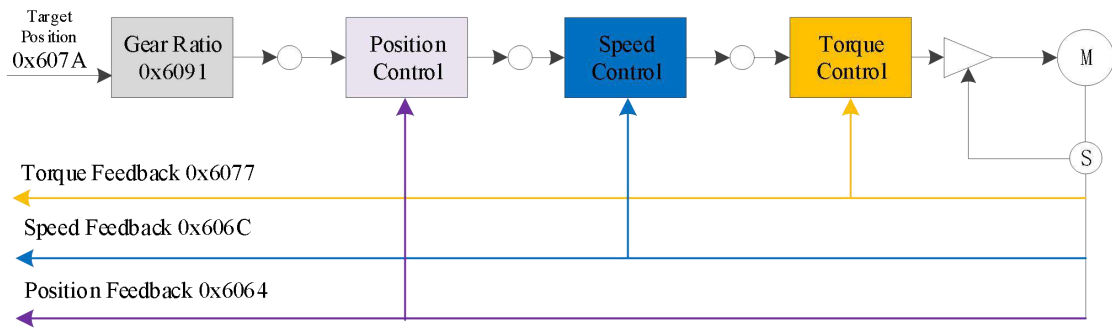 Target
Position
0x607A
Gear Ratio
0x6091
Position
Control
Speed
Control
Torque
Control
M
S
Torque Feedback 0x6077
Speed Feedback 0x606C
Position Feedback 0x6064